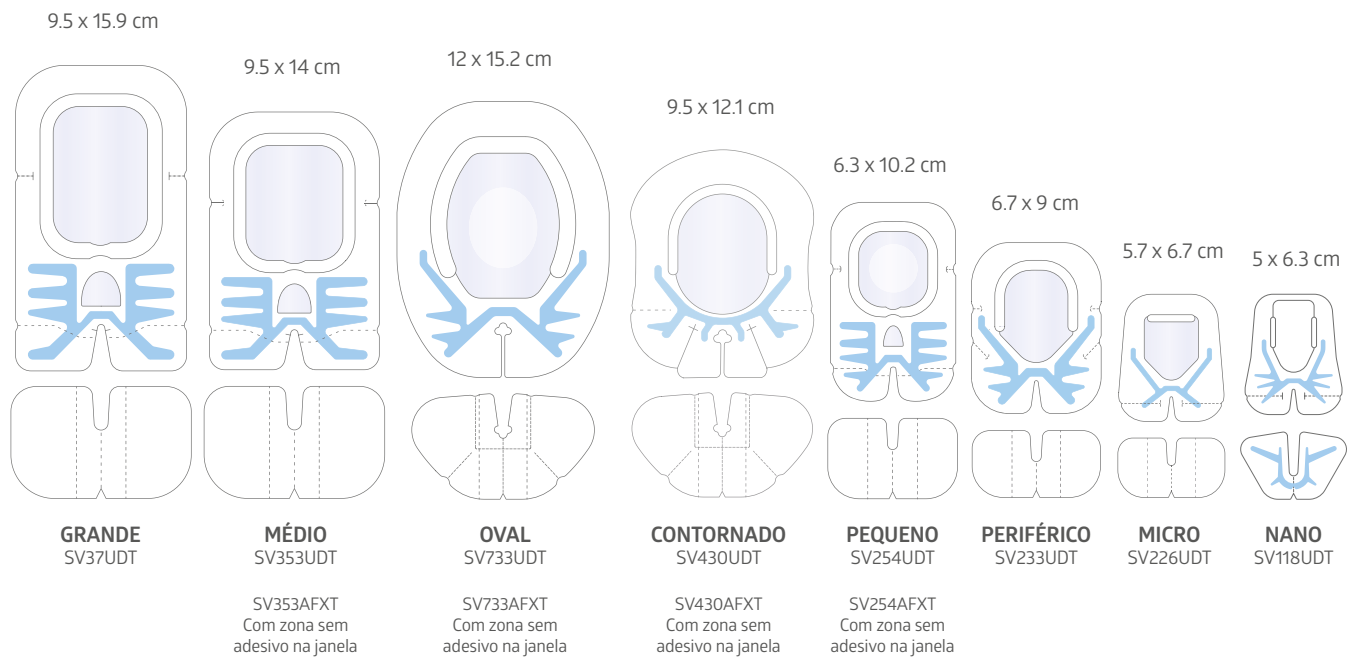 9.5 x 15.9 cm
9.5 x 14 cm
12 x 15.2 cm
9.5 x 12.1 cm
6.3 x 10.2 cm
6.7 x 9 cm
5.7 x 6.7 cm
5 x 6.3 cm
GRANDE
SV37UDT
MÉDIO
SV353UDT
SV353AFXT
Com zona sem
adesivo na janela
OVAL
SV733UDT
SV733AFXT
Com zona sem
adesivo na janela
CONTORNADO
SV430UDT
SV430AFXT
Com zona sem
adesivo na janela
PEQUENO
SV254UDT
SV254AFXT
Com zona sem
adesivo na janela
PERIFÉRICO
SV233UDT
MICRO
SV226UDT
NANO
SV118UDT